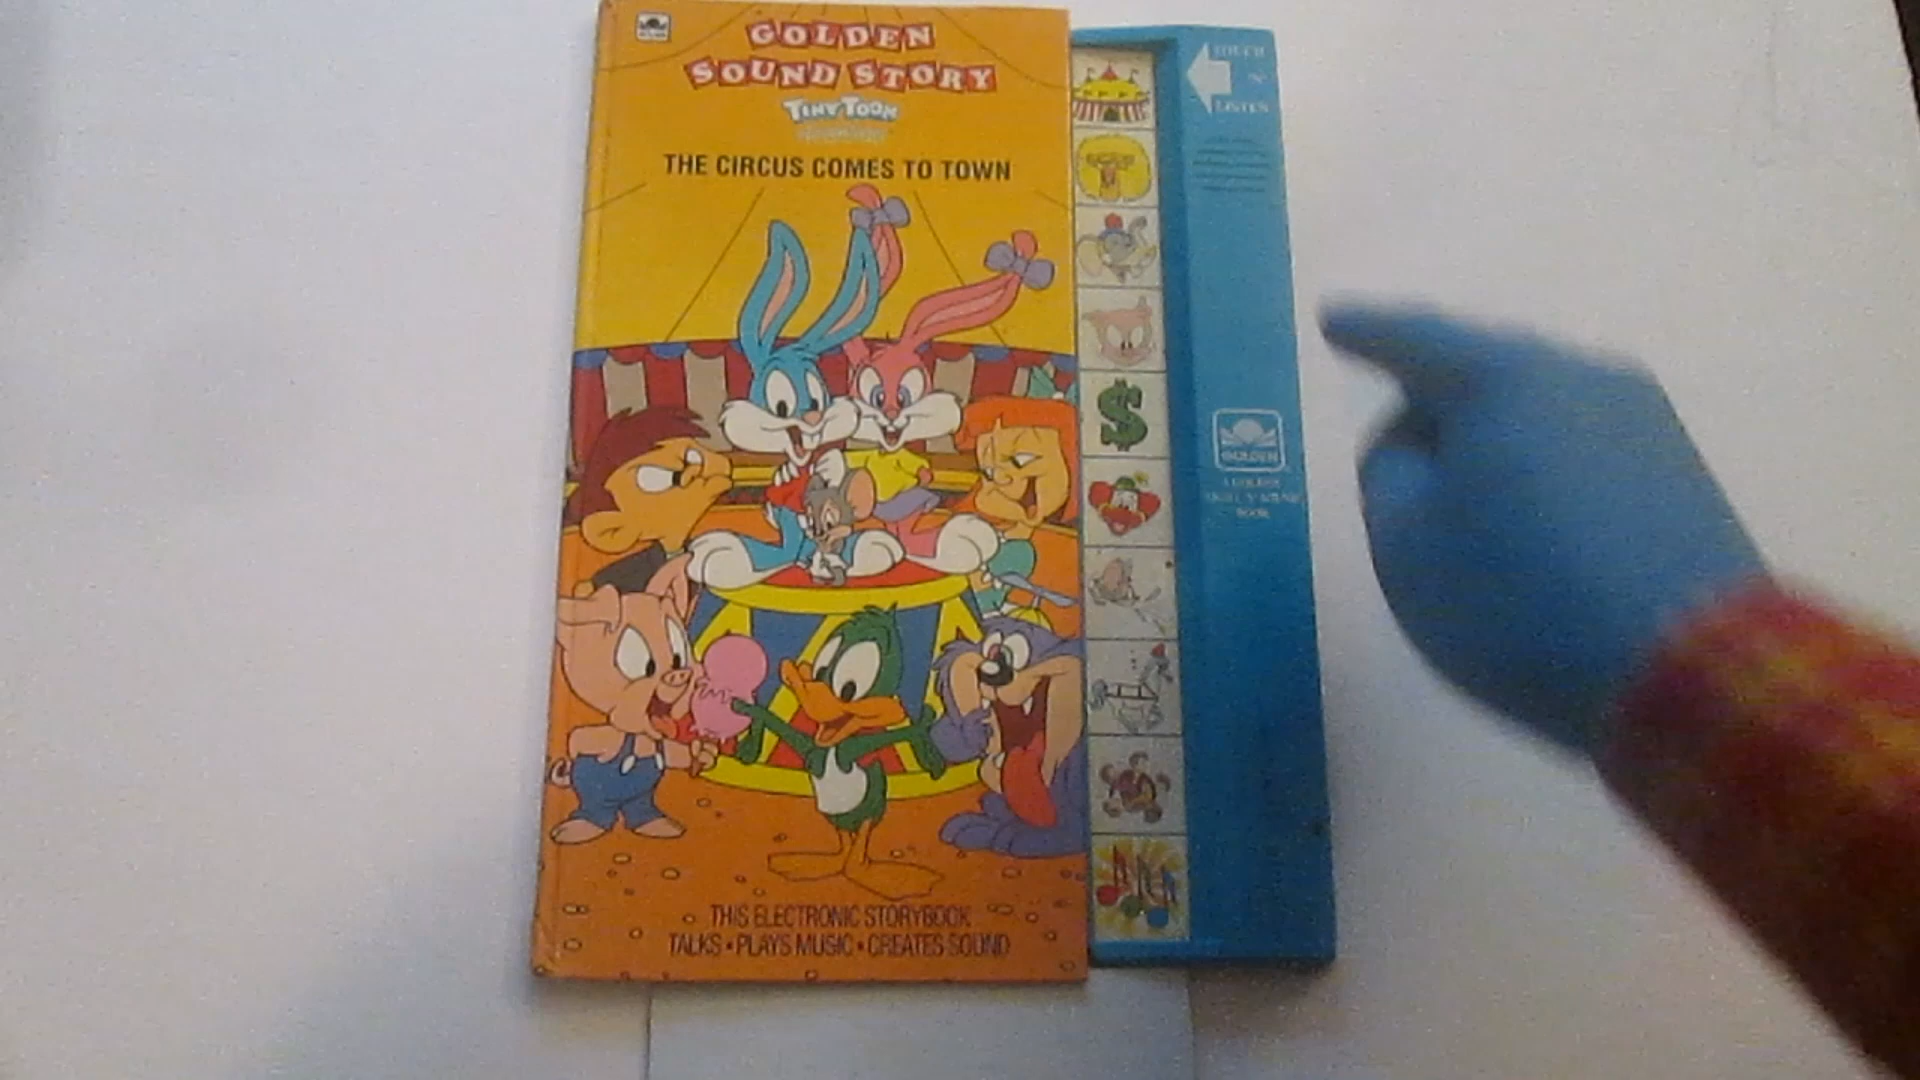 GOLDEN
SOUND STORY
TINY TOON
THE CIRCUS COMES TO TOWN
THIS ELECTRONIC STORYBOOK
TALKS • PLAYS MUSIC • CREATES SOUND
TOUCH
'N'
LISTEN
$
GOLDEN
BOOK